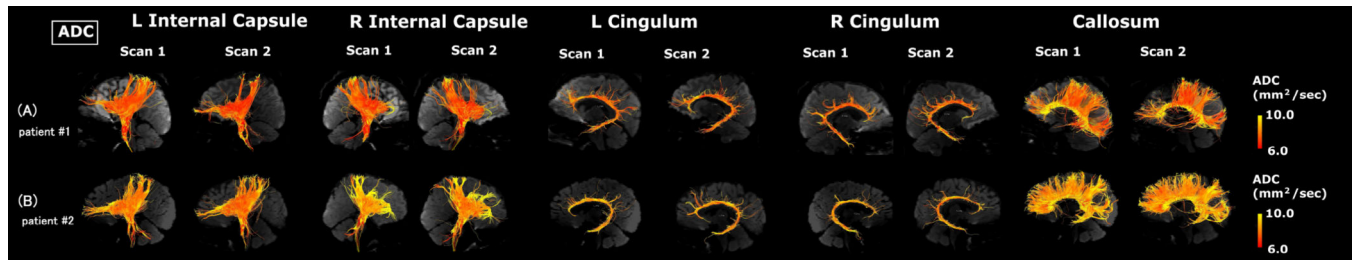 ADC
L Internal Capsule
R Internal Capsule
L Cingulum
R Cingulum
Callosum
Scan 1
Scan 2
Scan 1
Scan 2
Scan 1
Scan 2
Scan 1
Scan 2
Scan 1
Scan 2
(A)
patient #1
ADC
(mm²/sec)
10.0
6.0
(B)
patient #2
ADC
(mm²/sec)
10.0
6.0